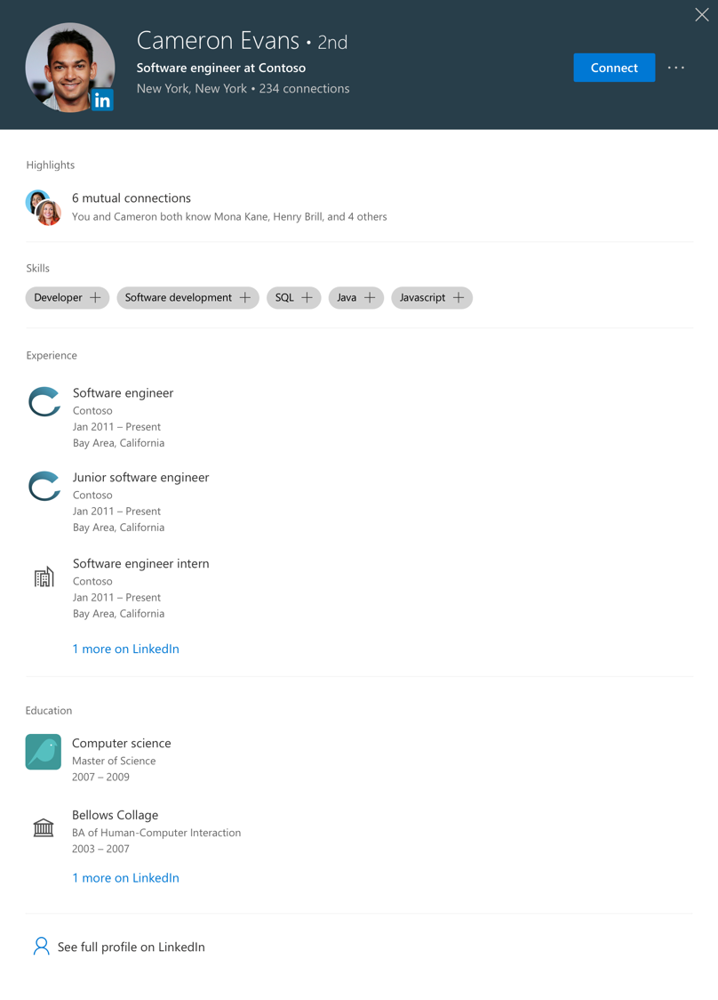 Cameron Evans • 2nd
Software engineer at Contoso
New York, New York • 234 connections
Connect
in
Highlights
6 mutual connections
You and Cameron both know Mona Kane, Henry Brill, and 4 others
Skills
Developer
Software development
SQL
Java
Javascript
Experience
Software engineer
Contoso
Jan 2011 – Present
Bay Area, California
Junior software engineer
Contoso
Jan 2011 – Present
Bay Area, California
Software engineer intern
Contoso
Jan 2011 – Present
Bay Area, California
1 more on LinkedIn
Education
Computer science
Master of Science
2007 – 2009
Bellows Collage
BA of Human-Computer Interaction
2003 – 2007
1 more on LinkedIn
See full profile on LinkedIn